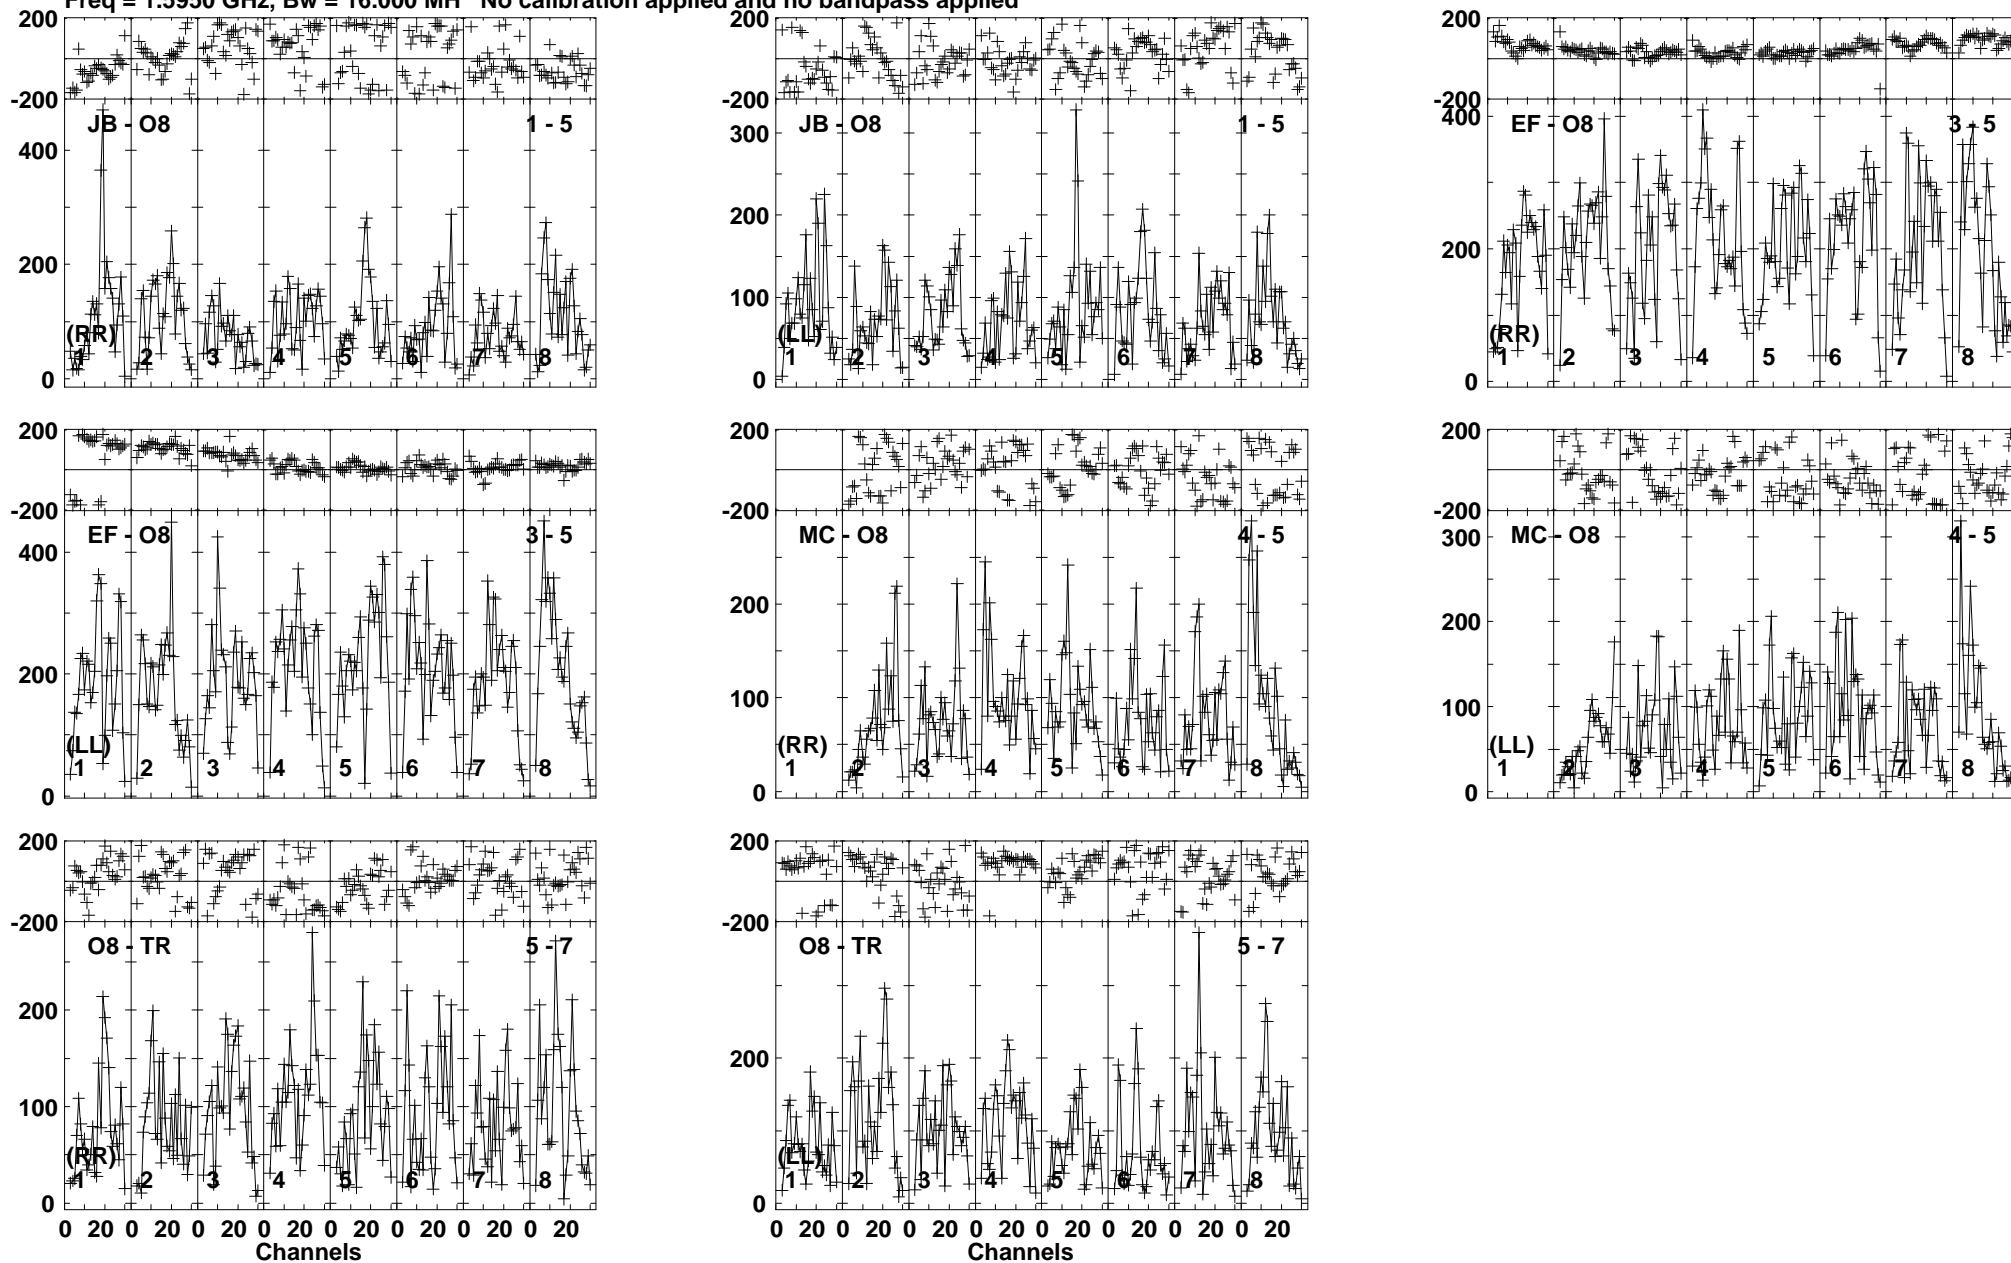 Freq = 1.5950 GHz, Bw = 16.000 MH No calibration applied and no bandpass applied
200
-200
JB - O8 1 - 5
400
200
0
(RR)
1 2 3 4 5 6 7 8
200
-200
JB - O8 1 - 5
300
200
100
0
(LL)
1 2 3 4 5 6 7 8
200
-200
EF - O8 3 - 5
400
200
0
(RR)
1 2 3 4 5 6 7 8
200
-200
EF - O8 3 - 5
400
200
0
(LL)
1 2 3 4 5 6 7 8
200
-200
MC - O8 4 - 5
200
100
0
(RR)
1 2 3 4 5 6 7 8
200
-200
MC - O8 4 - 5
300
200
100
0
(LL)
1 2 3 4 5 6 7 8
200
-200
O8 - TR 5 - 7
200
100
0
(RR)
1 2 3 4 5 6 7 8
0 20 0 20 0 20 0 20 0 20 0 20 0 20 0 20
Channels
200
-200
O8 - TR 5 - 7
200
0
(LL)
1 2 3 4 5 6 7 8
0 20 0 20 0 20 0 20 0 20 0 20 0 20 0 20
Channels